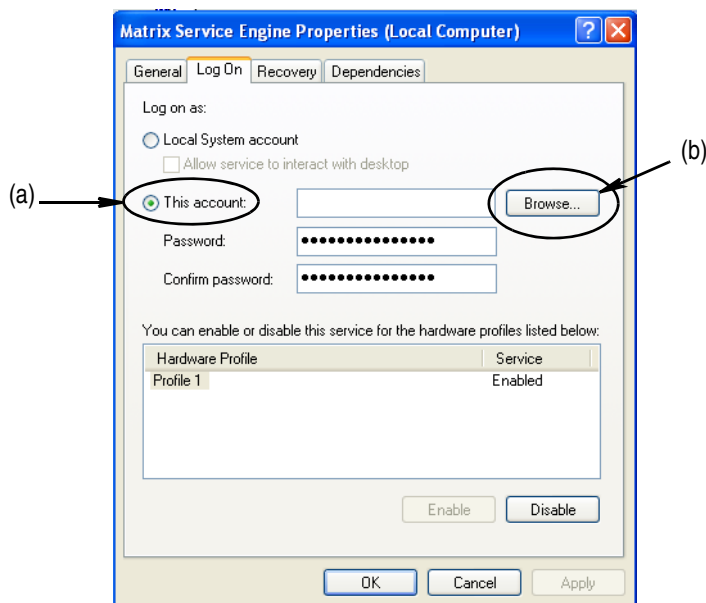 Matrix Service Engine Properties (Local Computer)
General Log On Recovery Dependencies
Log on as:
Local System account
Allow service to interact with desktop
(a) This account: Browse... (b)
Password: ●●●●●●●●●●●●●●●
Confirm password: ●●●●●●●●●●●●●●●
You can enable or disable this service for the hardware profiles listed below:
Hardware Profile Service
Profile 1 Enabled
Enable Disable
OK Cancel Apply